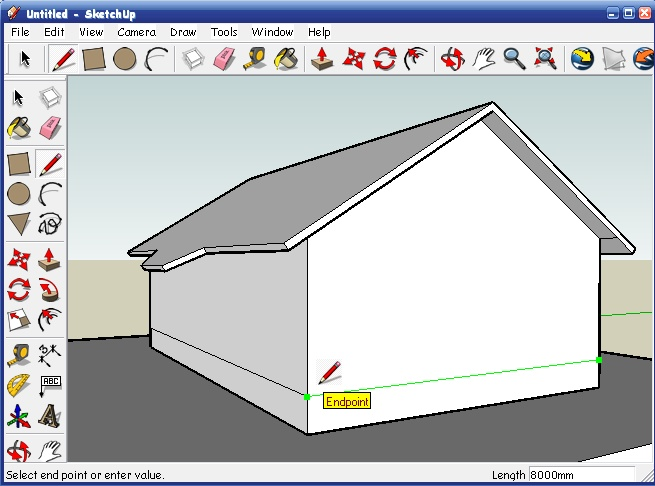 Untitled - SketchUp
File Edit View Camera Draw Tools Window Help
ABC
Endpoint
Select end point or enter value. Length 8000mm